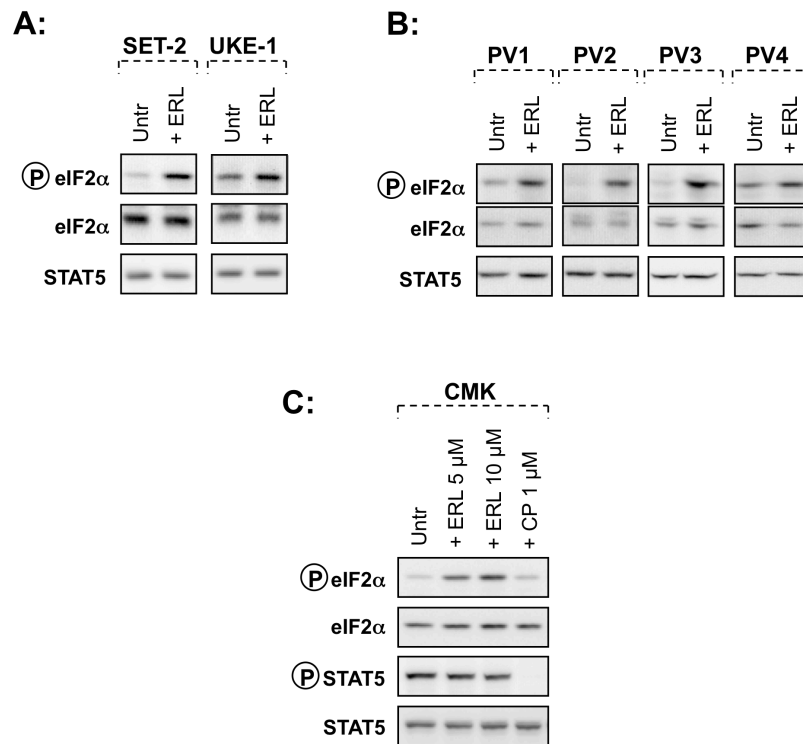 A:
SET-2 UKE-1
Untr + ERL Untr + ERL
P eIF2α
eIF2α
STAT5
B:
PV1 PV2 PV3 PV4
Untr + ERL Untr + ERL Untr + ERL Untr + ERL
P eIF2α
eIF2α
STAT5
C:
CMK
Untr + ERL 5 µM + ERL 10 µM + CP 1 µM
P eIF2α
eIF2α
P STAT5
STAT5